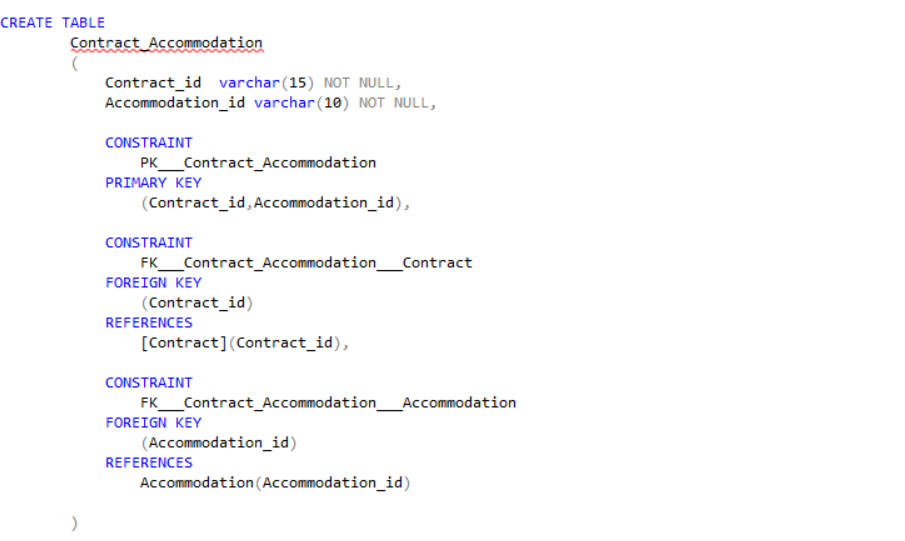 CREATE TABLE
Contract_Accommodation
(
Contract_id  varchar(15) NOT NULL,
Accommodation_id varchar(10) NOT NULL,
CONSTRAINT
PK___Contract_Accommodation
PRIMARY KEY
(Contract_id,Accommodation_id),
CONSTRAINT
FK___Contract_Accommodation___Contract
FOREIGN KEY
(Contract_id)
REFERENCES
[Contract](Contract_id),
CONSTRAINT
FK___Contract_Accommodation___Accommodation
FOREIGN KEY
(Accommodation_id)
REFERENCES
Accommodation(Accommodation_id)
)